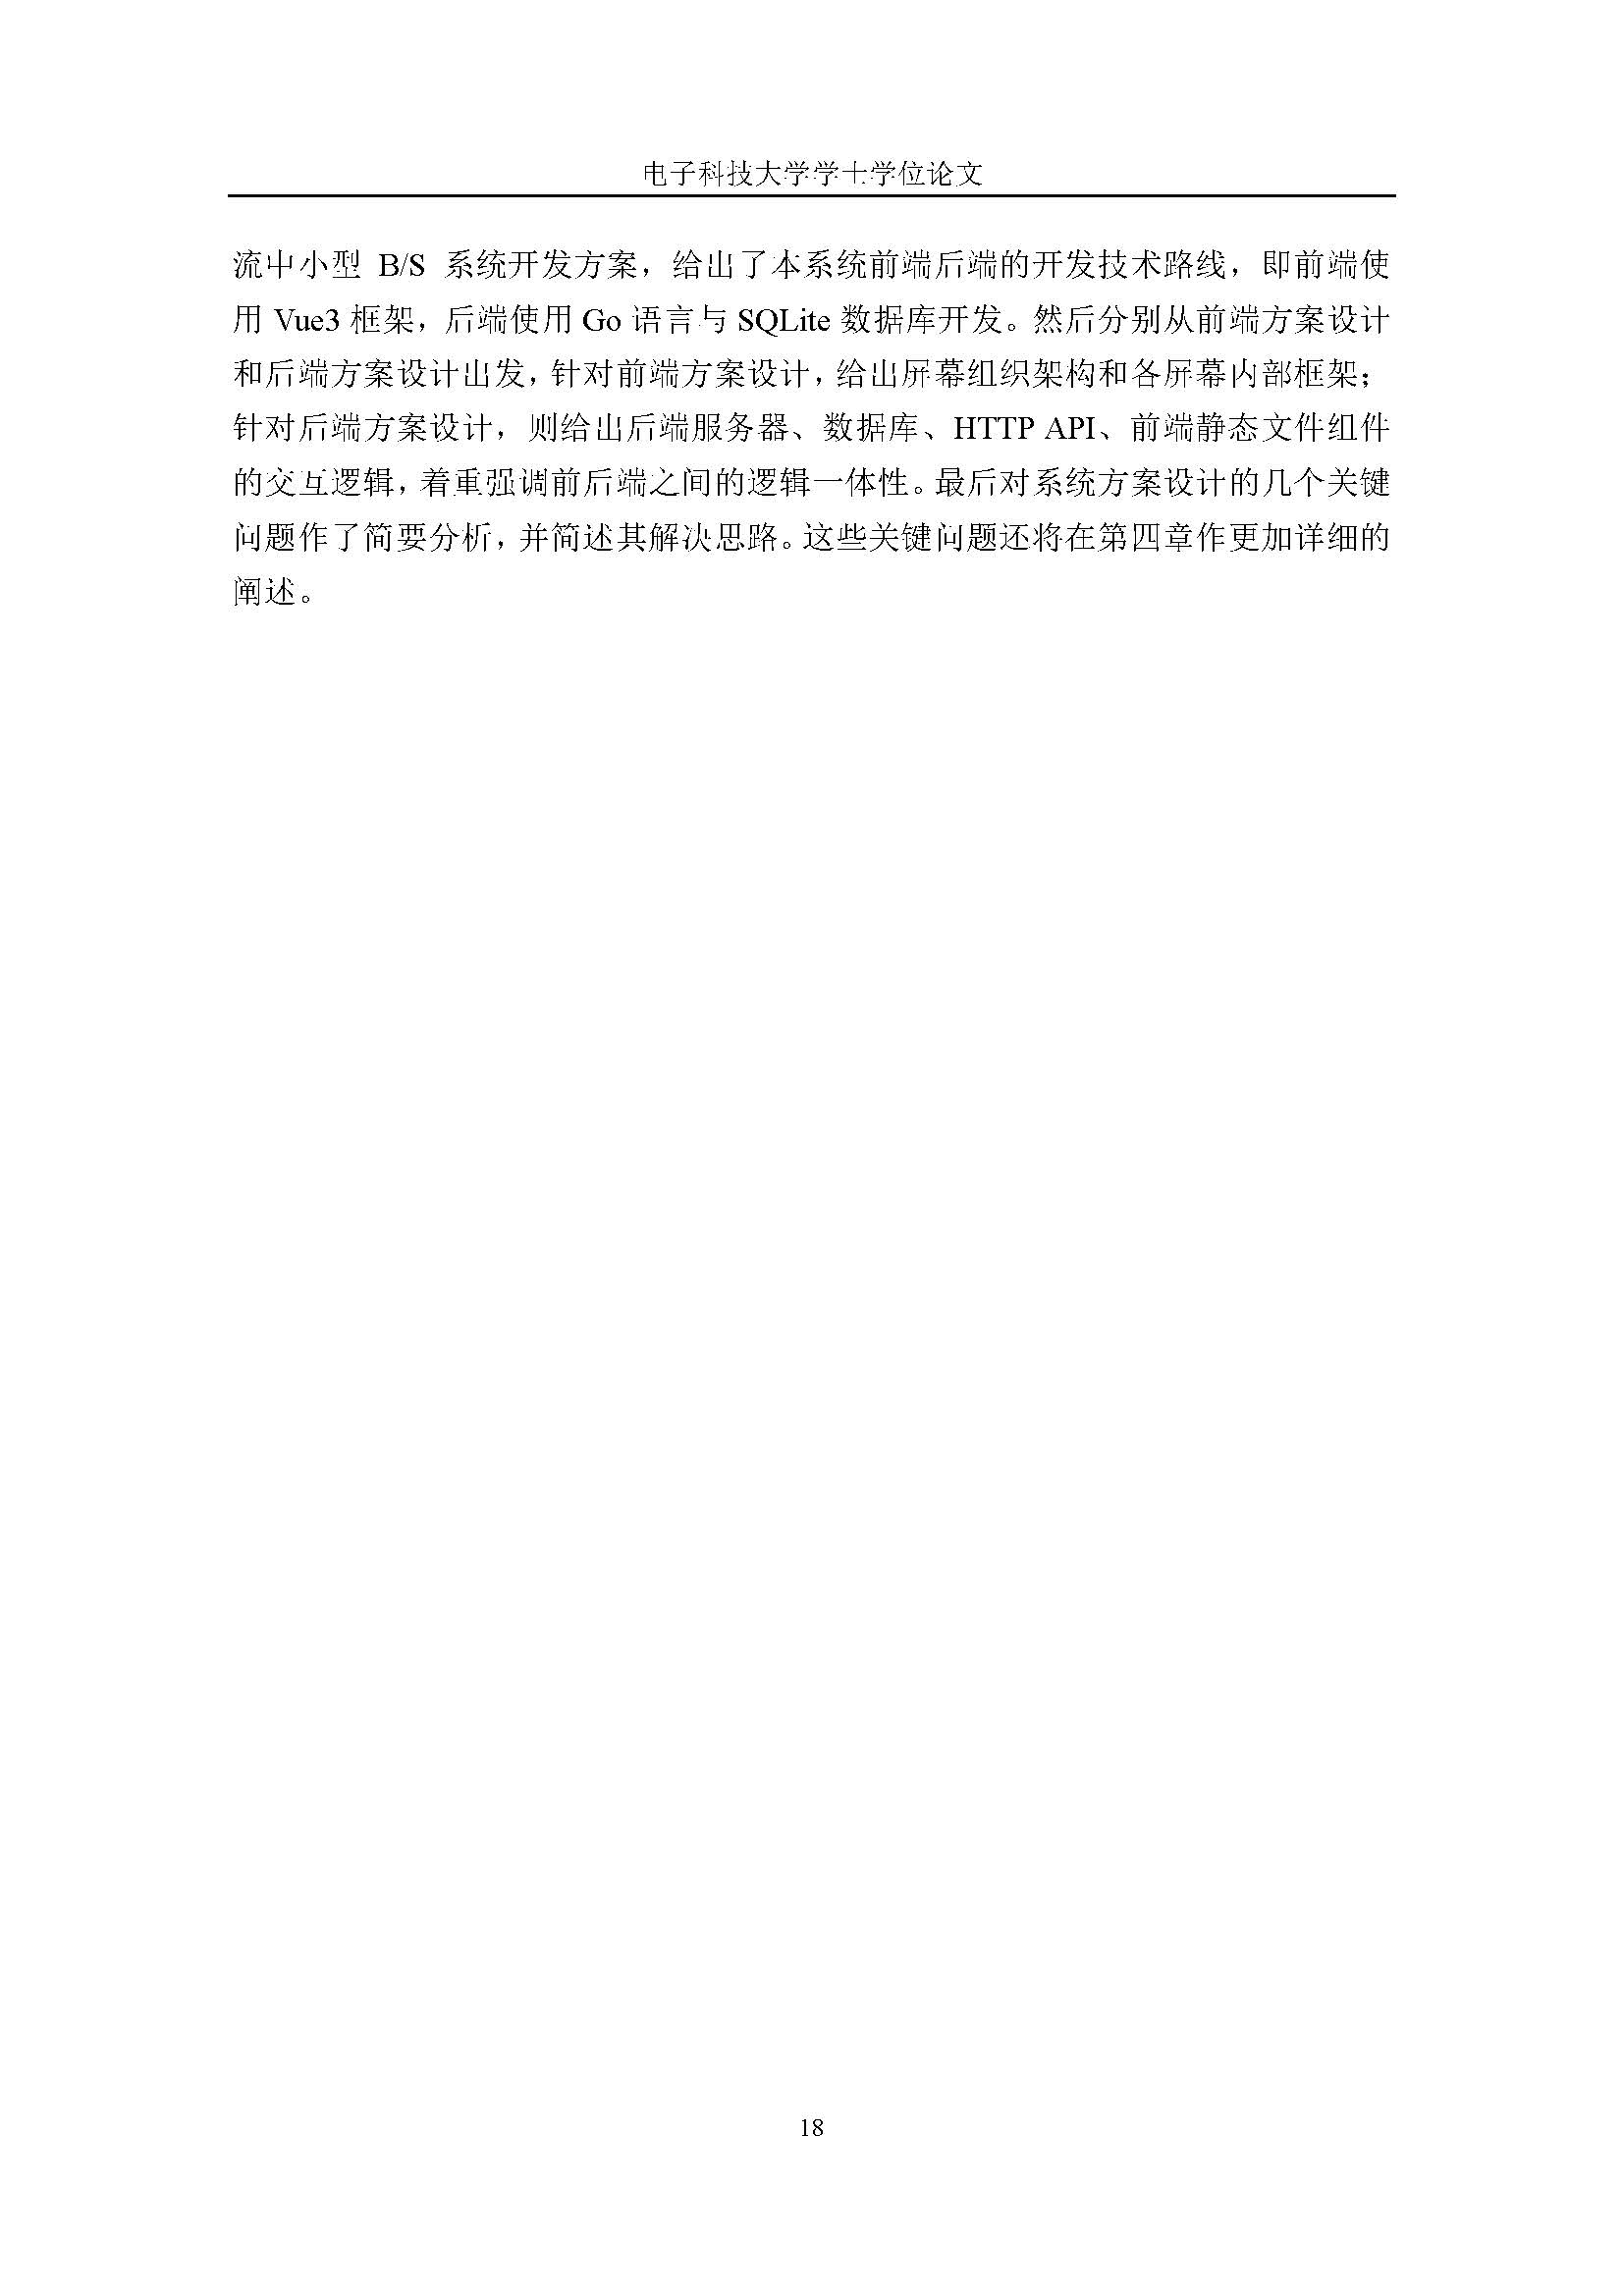 电子科技大学学士学位论文
流中小型 B/S 系统开发方案，给出了本系统前端后端的开发技术路线，即前端使
用 Vue3 框架，后端使用 Go 语言与 SQLite 数据库开发。然后分别从前端方案设计
和后端方案设计出发，针对前端方案设计，给出屏幕组织架构和各屏幕内部框架；
针对后端方案设计，则给出后端服务器、数据库、HTTP API、前端静态文件组件
的交互逻辑，着重强调前后端之间的逻辑一体性。最后对系统方案设计的几个关键
问题作了简要分析，并简述其解决思路。这些关键问题还将在第四章作更加详细的
阐述。
18